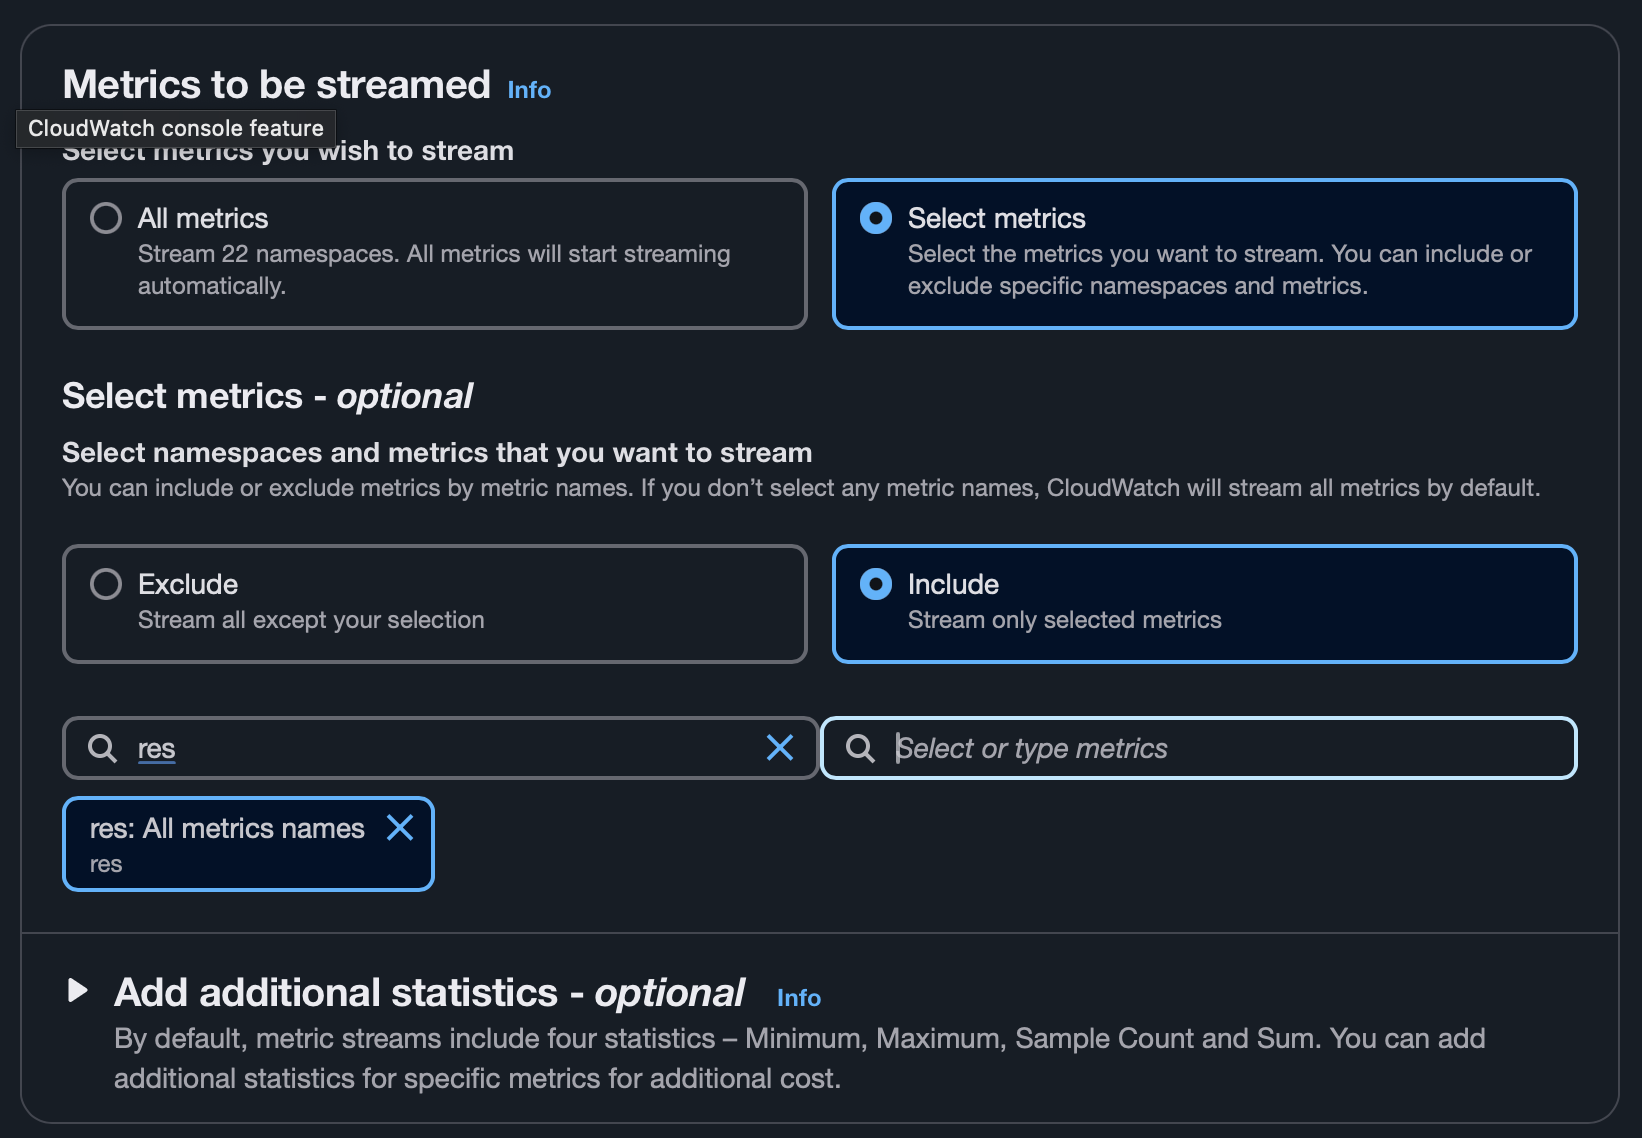 Metrics to be streamed Info
CloudWatch console feature
Select metrics you wish to stream
All metrics
Stream 22 namespaces. All metrics will start streaming
automatically.
Select metrics
Select the metrics you want to stream. You can include or
exclude specific namespaces and metrics.
Select metrics - optional
Select namespaces and metrics that you want to stream
You can include or exclude metrics by metric names. If you don’t select any metric names, CloudWatch will stream all metrics by default.
Exclude
Stream all except your selection
Include
Stream only selected metrics
res
Select or type metrics
res: All metrics names
res
Add additional statistics - optional Info
By default, metric streams include four statistics – Minimum, Maximum, Sample Count and Sum. You can add
additional statistics for specific metrics for additional cost.